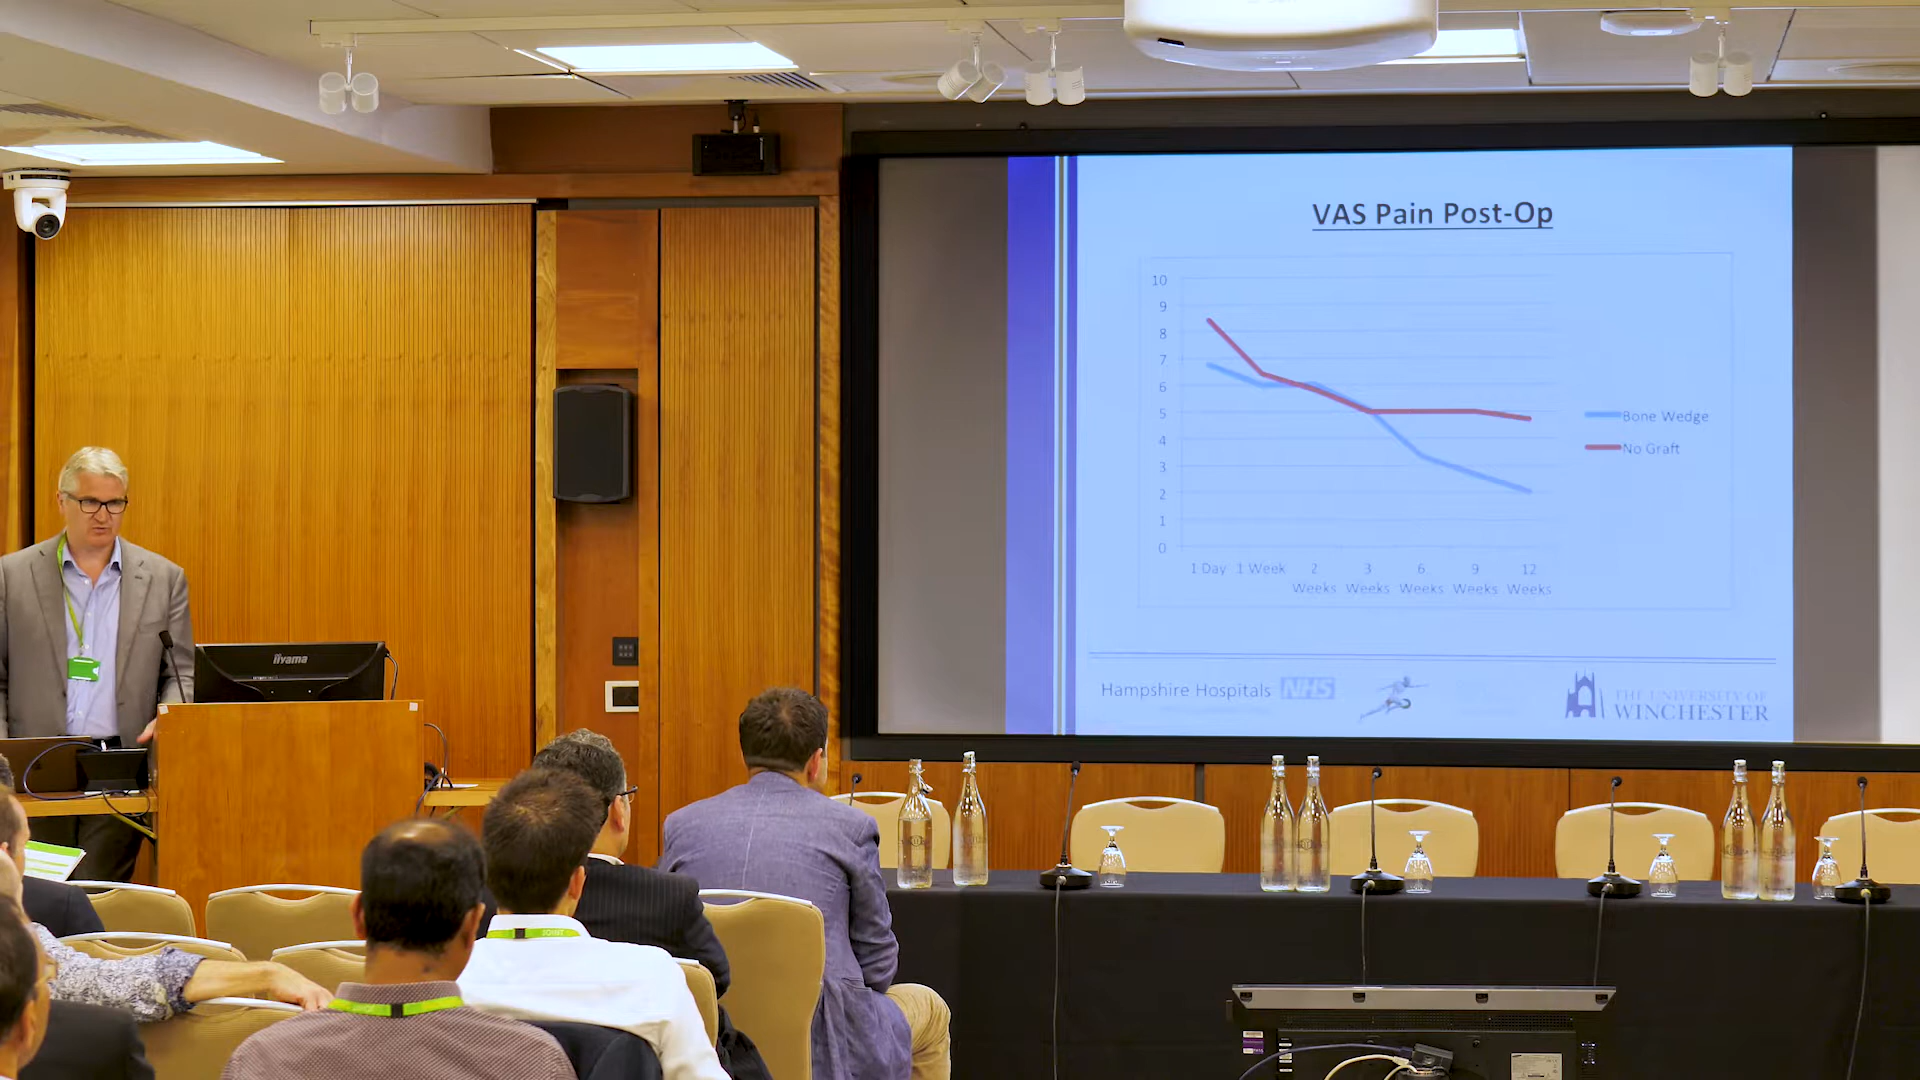 VAS Pain Post-Op
10
9
8
7
6
5
4
3
2
1
0
1 Day 1 Week 2 Weeks 3 Weeks 6 Weeks 9 Weeks 12 Weeks
Bone Wedge
No Graft
Hampshire Hospitals NHS
THE UNIVERSITY OF
WINCHESTER
iiyama